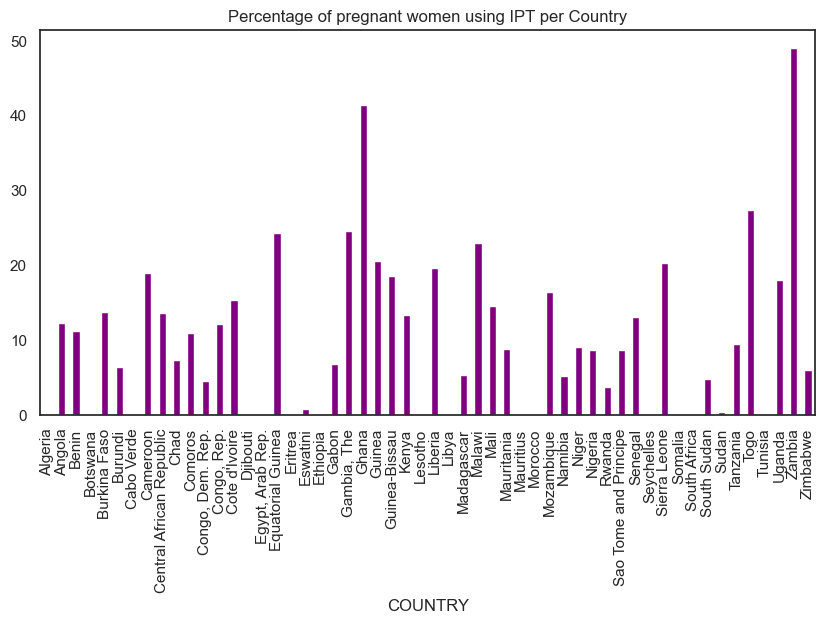 Percentage of pregnant women using IPT per Country
50
40
30
20
10
0
Algeria
Angola
Benin
Botswana
Burkina Faso
Burundi
Cabo Verde
Cameroon
Central African Republic
Chad
Comoros
Congo, Dem. Rep.
Congo, Rep.
Cote d'Ivoire
Djibouti
Egypt, Arab Rep.
Equatorial Guinea
Eritrea
Eswatini
Ethiopia
Gabon
Gambia, The
Ghana
Guinea
Guinea-Bissau
Kenya
Lesotho
Liberia
Libya
Madagascar
Malawi
Mali
Mauritania
Mauritius
Morocco
Mozambique
Namibia
Niger
Nigeria
Rwanda
Sao Tome and Principe
Senegal
Seychelles
Sierra Leone
Somalia
South Africa
South Sudan
Sudan
Tanzania
Togo
Tunisia
Uganda
Zambia
Zimbabwe
COUNTRY